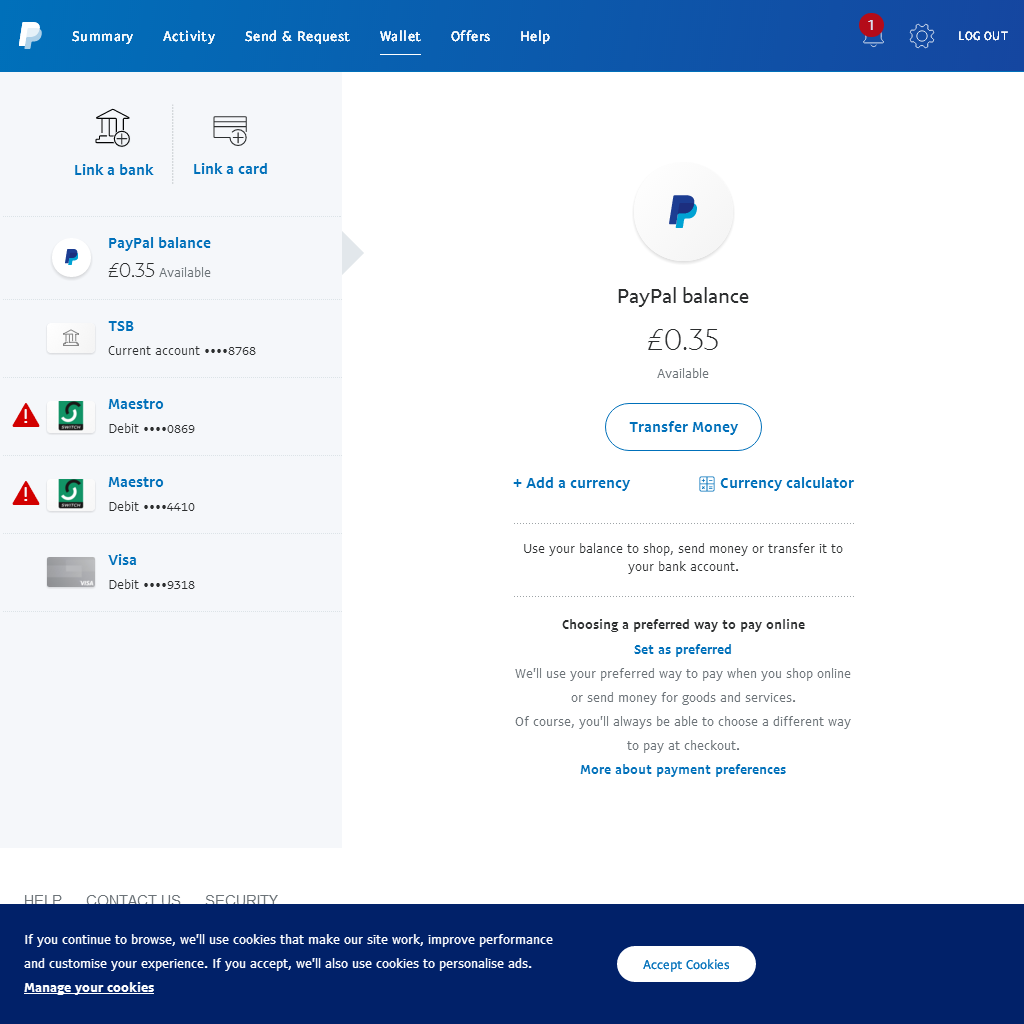 Summary Activity Send & Request Wallet Offers Help 1 LOG OUT
Link a bank Link a card
PayPal balance
£0.35 Available
TSB
Current account ••••8768
Maestro
SWITCH
Debit ••••0869
Maestro
SWITCH
Debit ••••4410
Visa
VISA
Debit ••••9318
PayPal balance
£0.35
Available
Transfer Money
+ Add a currency Currency calculator
Use your balance to shop, send money or transfer it to
your bank account.
Choosing a preferred way to pay online
Set as preferred
We'll use your preferred way to pay when you shop online
or send money for goods and services.
Of course, you'll always be able to choose a different way
to pay at checkout.
More about payment preferences
HELP CONTACT US SECURITY
If you continue to browse, we'll use cookies that make our site work, improve performance
and customise your experience. If you accept, we'll also use cookies to personalise ads.
Manage your cookies
Accept Cookies